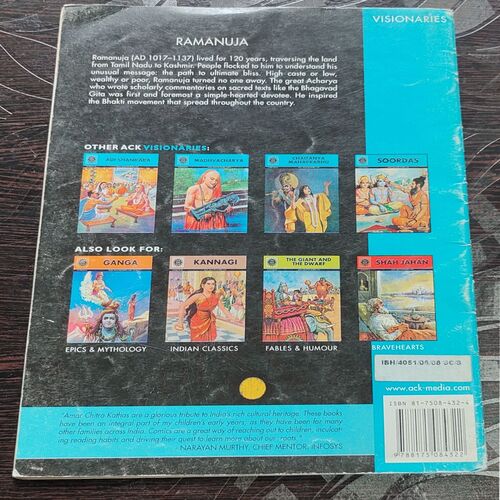 VISIONARIES
RAMANUJA
Ramanuja (AD 1017–1137) lived for 120 years, traversing the land
from Tamil Nadu to Kashmir. People flocked to him to understand his
unusual message: the path to ultimate bliss. High caste or low,
wealthy or poor, Ramanuja turned no one away. The great Acharya
who wrote scholarly commentaries on sacred texts like the Bhagavad
Gita was first and foremost a simple-hearted devotee. He inspired
the Bhakti movement that spread throughout the country.
OTHER ACK VISIONARIES:
ADI SHANKARA
MADHVACHARYA
CHAITANYA
MAHAPRABHU
SOORDAS
ALSO LOOK FOR:
GANGA
KANNAGI
THE GIANT AND
THE DWARF
SHAH JAHAN
EPICS & MYTHOLOGY
INDIAN CLASSICS
FABLES & HUMOUR
BRAVEHEARTS
www.ack-media.com
ISBN 81-7508-432-4
9 788175 084322
"Amar Chitra Kathas are a glorious tribute to India's rich cultural heritage. These books
have been an integral part of my children's early years, as they have been for many
other families across India. Comics are a great way of reaching out to children, inculcat-
ing reading habits and driving their quest to learn more about our roots."
- NARAYAN MURTHY, CHIEF MENTOR, INFOSYS